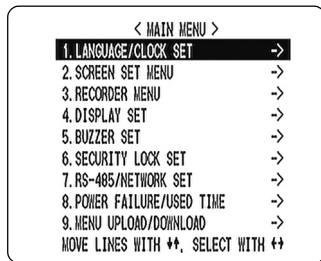 < MAIN MENU >
1. LANGUAGE/CLOCK SET ->
2. SCREEN SET MENU ->
3. RECORDER MENU ->
4. DISPLAY SET ->
5. BUZZER SET ->
6. SECURITY LOCK SET ->
7. RS-485/NETWORK SET ->
8. POWER FAILURE/USED TIME ->
9. MENU UPLOAD/DOWNLOAD ->
MOVE LINES WITH ↓↑, SELECT WITH ←→